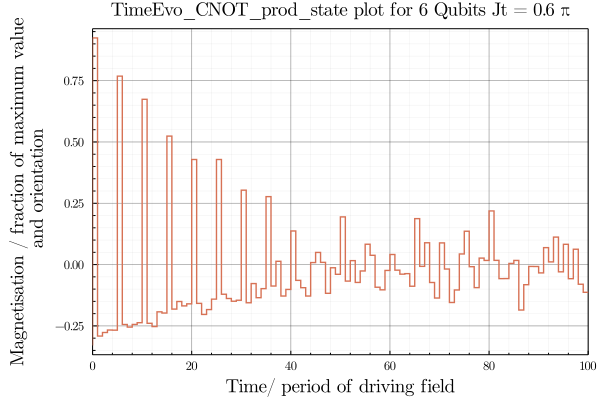 TimeEvo_CNOT_prod_state plot for 6 Qubits Jt = 0.6 π
Magnetisation / fraction of maximum value
and orientation
0.75
0.50
0.25
0.00
−0.25
0 20 40 60 80 100
Time/ period of driving field